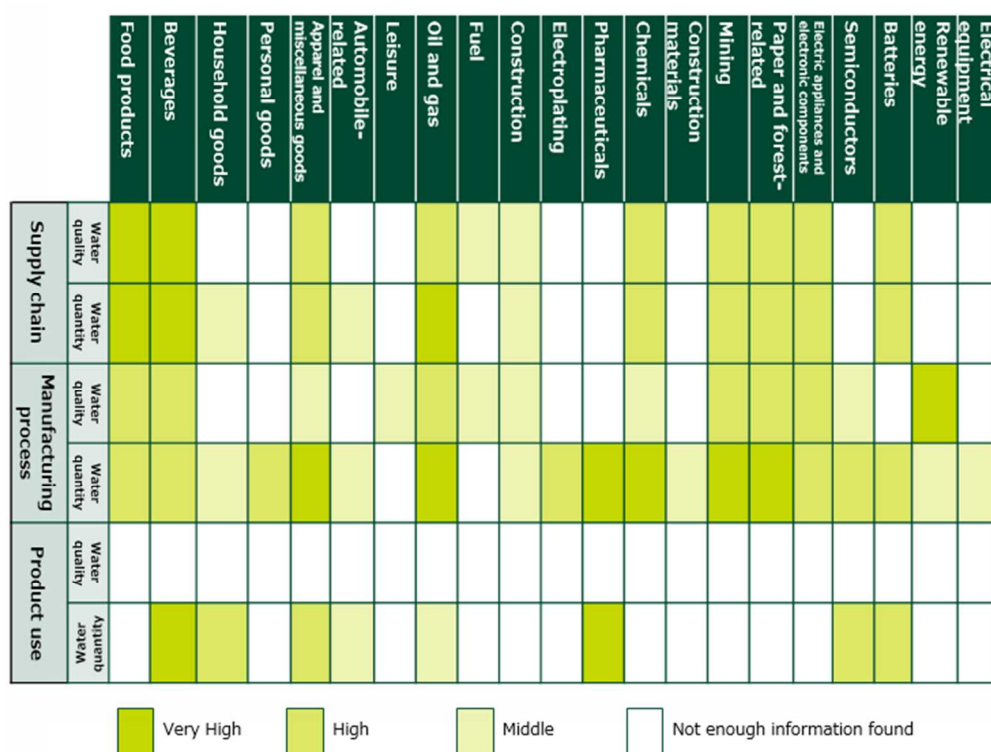 Food products
Beverages
Household goods
Personal goods
Apparel and
miscellaneous goods
Automobile-
related
Leisure
Oil and gas
Fuel
Construction
Electroplating
Pharmaceuticals
Chemicals
Construction
materials
Mining
Paper and forest-
related
Electric appliances and
electronic components
Semiconductors
Batteries
Renewable
energy
Electrical
equipment
Supply chain
Water
quality
Water
quantity
Manufacturing
process
Water
quality
Water
quantity
Product use
Water
quality
Water
quantity
Very High
High
Middle
Not enough information found